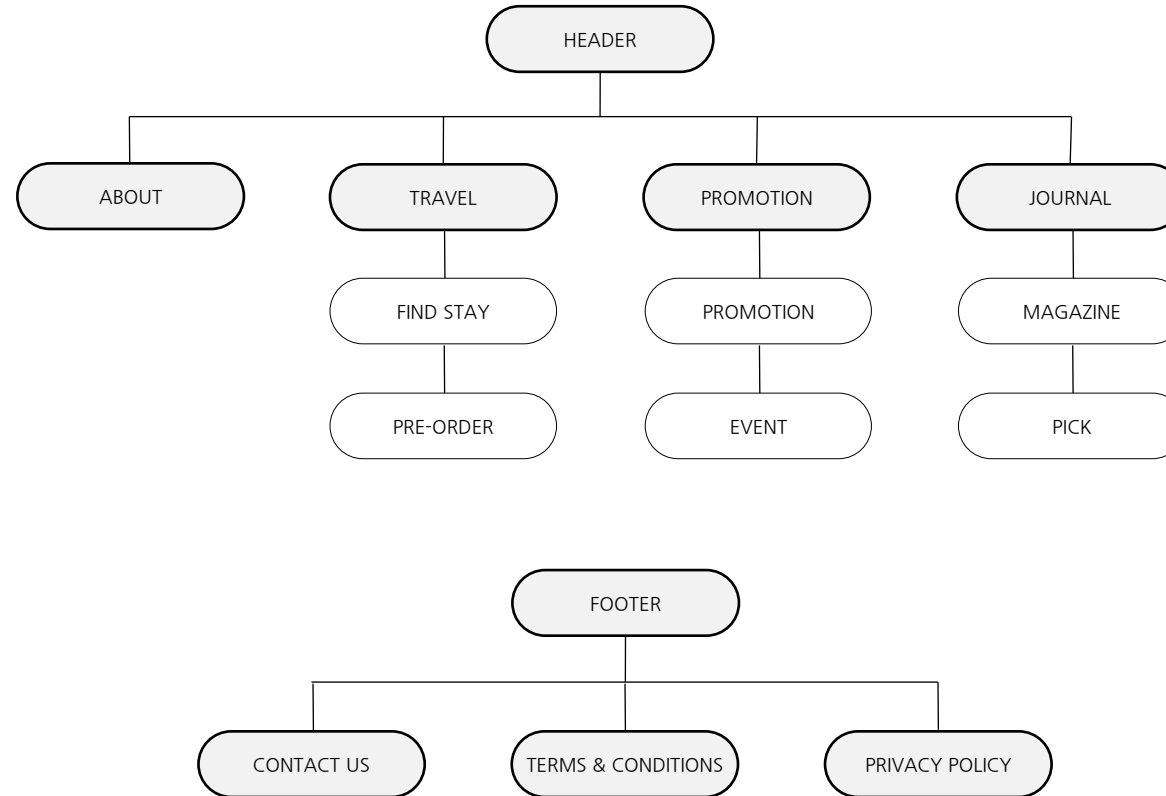 HEADER
ABOUT
TRAVEL
PROMOTION
JOURNAL
FIND STAY
PROMOTION
MAGAZINE
PRE-ORDER
EVENT
PICK
FOOTER
CONTACT US
TERMS & CONDITIONS
PRIVACY POLICY